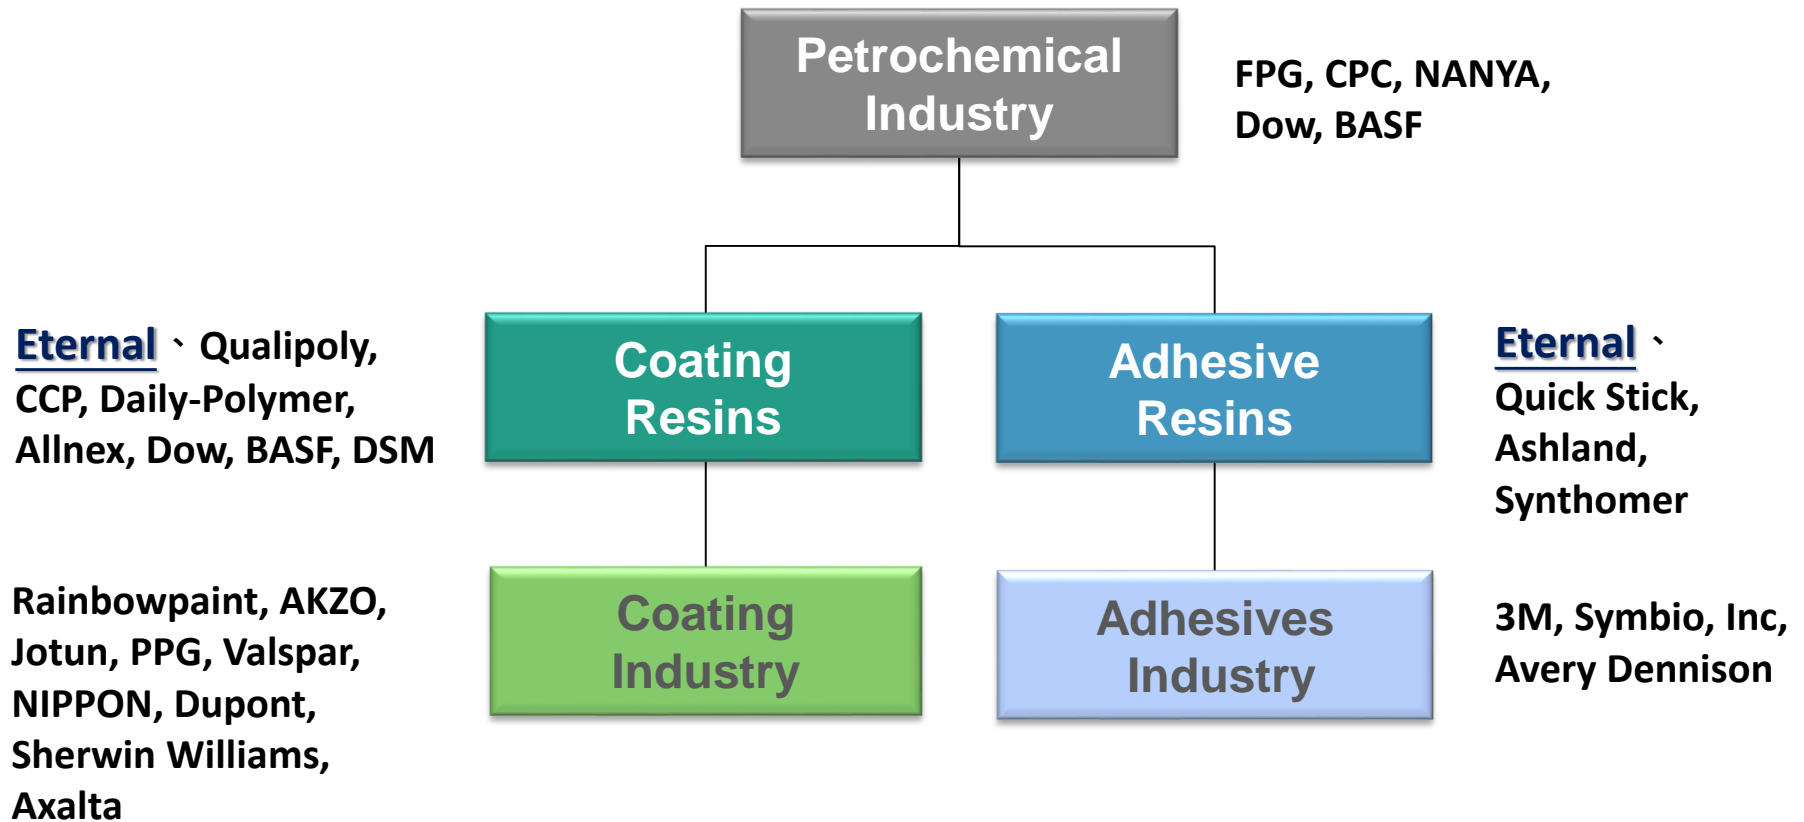 Petrochemical
Industry
FPG, CPC, NANYA,
Dow, BASF
Eternal、Qualipoly,
CCP, Daily-Polymer,
Allnex, Dow, BASF, DSM
Coating
Resins
Adhesive
Resins
Eternal、
Quick Stick,
Ashland,
Synthomer
Rainbowpaint, AKZO,
Jotun, PPG, Valspar,
NIPPON, Dupont,
Sherwin Williams,
Axalta
Coating
Industry
Adhesives
Industry
3M, Symbio, Inc,
Avery Dennison